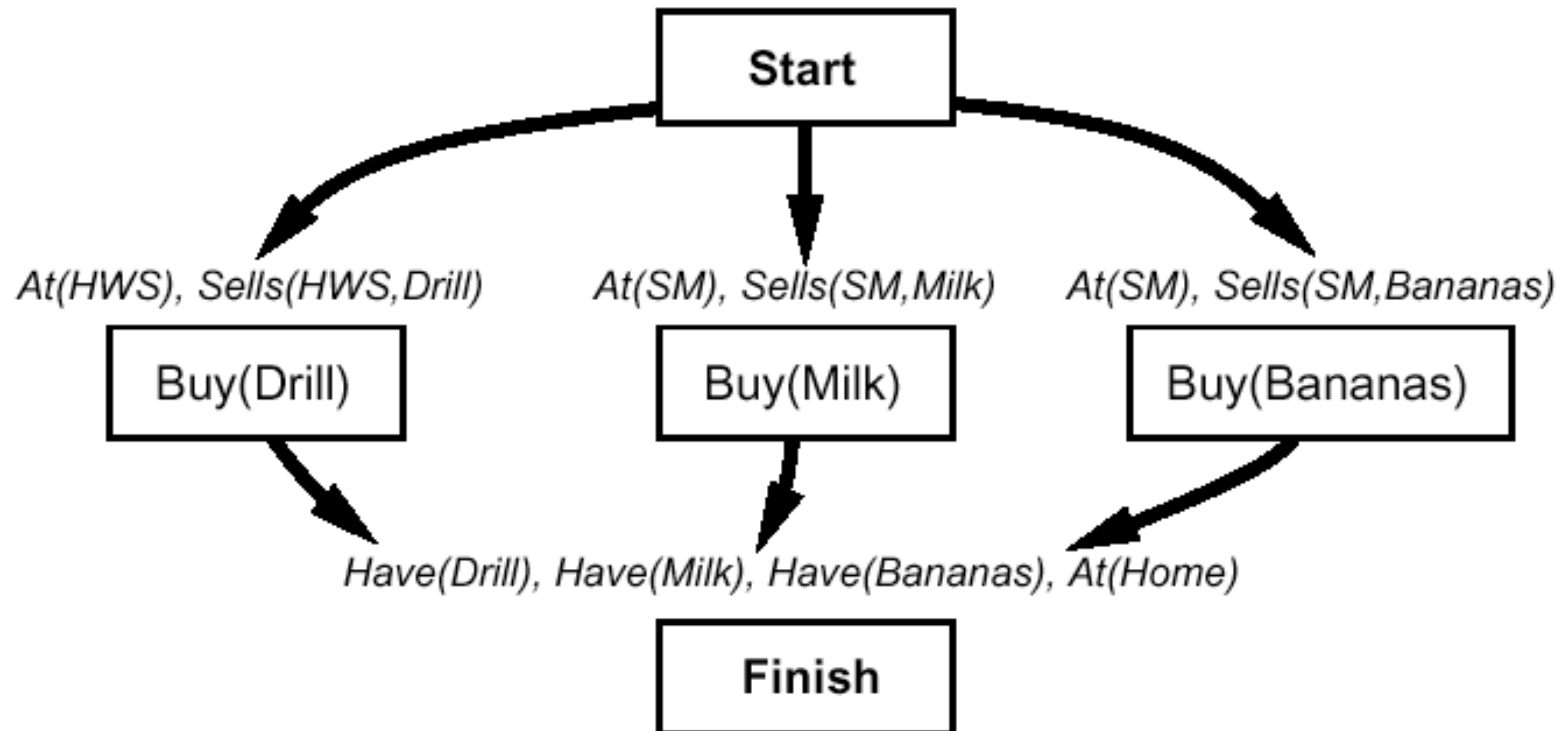 Start
At(HWS), Sells(HWS,Drill)
At(SM), Sells(SM,Milk)
At(SM), Sells(SM,Bananas)
Buy(Drill)
Buy(Milk)
Buy(Bananas)
Have(Drill), Have(Milk), Have(Bananas), At(Home)
Finish